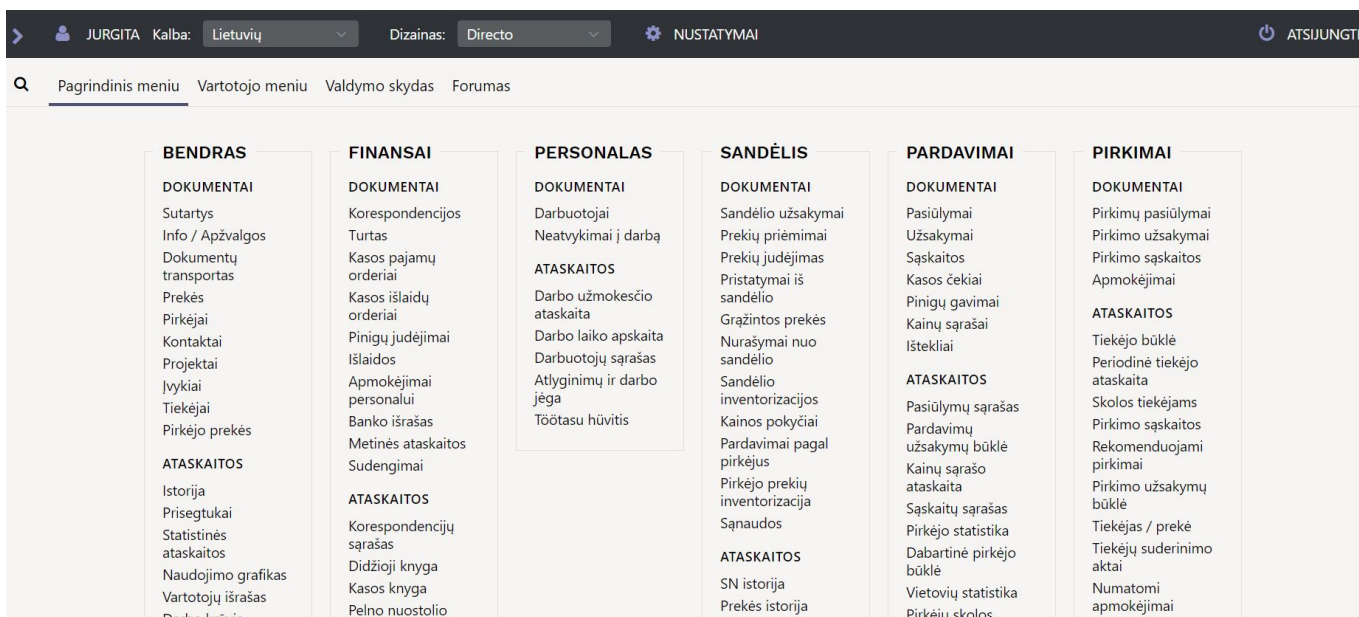 JURGITA Kalba: Lietuvių Dizainas: Directo NUSTATYMAI ATSIJUNGTI
Pagrindinis meniu Vartotojo meniu Valdymo skydas Forumas
BENDRAS
DOKUMENTAI
Sutartys
Info / Apžvalgos
Dokumentų
transportas
Prekės
Pirkėjai
Kontaktai
Projektai
Įvykiai
Tiekėjai
Pirkėjo prekės
ATASKAITOS
Istorija
Prisegtukai
Statistinės
ataskaitos
Naudojimo grafikas
Vartotojų išrašas
FINANSAI
DOKUMENTAI
Korespondencijos
Turtas
Kasos pajamų
orderiai
Kasos išlaidų
orderiai
Pinigų judėjimai
Išlaidos
Apmokėjimai
personalui
Banko išrašas
Metinės ataskaitos
Sudengimai
ATASKAITOS
Korespondencijų
sąrašas
Didžioji knyga
Kasos knyga
Pelno nuostolio
PERSONALAS
DOKUMENTAI
Darbuotojai
Neatvykimai į darbą
ATASKAITOS
Darbo užmokesčio
ataskaita
Darbo laiko apskaita
Darbuotojų sąrašas
Atlyginimų ir darbo
jėga
Töötasu hüvitis
SANDĖLIS
DOKUMENTAI
Sandėlio užsakymai
Prekių priėmimai
Prekių judėjimas
Pristatymai iš
sandėlio
Grąžintos prekės
Nurašymai nuo
sandėlio
Sandėlio
inventorizacijos
Kainos pokyčiai
Pardavimai pagal
pirkėjus
Pirkėjo prekių
inventorizacija
Sąnaudos
ATASKAITOS
SN istorija
Prekės istorija
PARDAVIMAI
DOKUMENTAI
Pasiūlymai
Užsakymai
Sąskaitos
Kasos čekiai
Pinigų gavimai
Kainų sąrašai
Ištekliai
ATASKAITOS
Pasiūlymų sąrašas
Pardavimų
užsakymų būklė
Kainų sąrašo
ataskaita
Sąskaitų sąrašas
Pirkėjo statistika
Dabartinė pirkėjo
būklė
Vietovių statistika
Pirkėjų skolos
PIRKIMAI
DOKUMENTAI
Pirkimų pasiūlymai
Pirkimo užsakymai
Pirkimo sąskaitos
Apmokėjimai
ATASKAITOS
Tiekėjo būklė
Periodinė tiekėjo
ataskaita
Skolos tiekėjams
Pirkimo sąskaitos
Rekomenduojami
pirkimai
Pirkimo užsakymų
būklė
Tiekėjas / prekė
Tiekėjų suderinimo
aktai
Numatomi
apmokėjimai